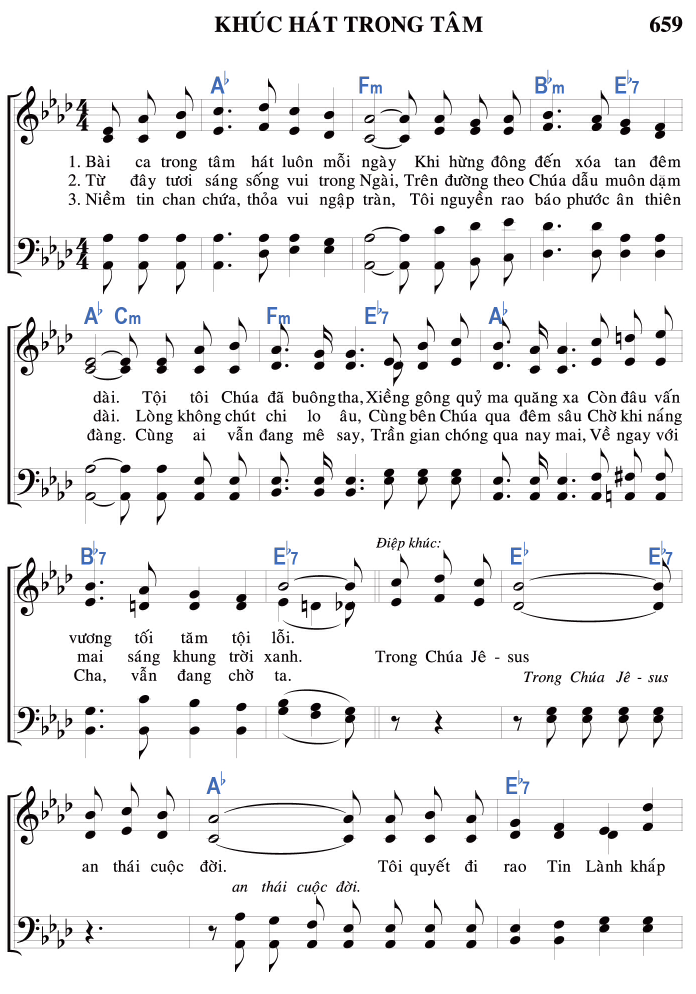 KHÚC HÁT TRONG TÂM 659
A♭ Fm B♭m E♭7
1. Bài ca trong tâm hát luôn mỗi ngày Khi hừng đông đến xóa tan đêm
2. Từ đây tươi sáng sống vui trong Ngài, Trên đường theo Chúa dẫu muôn dặm
3. Niềm tin chan chứa, thỏa vui ngập tràn, Tôi nguyền rao báo phước ân thiên
A♭ Cm Fm E♭7 A♭
dài. Tội tôi Chúa đã buông tha, Xiềng gông quỷ ma quăng xa Còn đâu vấn
dài. Lòng không chút chi lo âu, Cùng bên Chúa qua đêm sâu Chờ khi nắng
đàng. Cùng ai vẫn đang mê say, Trần gian chóng qua nay mai, Về ngay với
B♭7 E♭7 Điệp khúc: E♭ E♭7
vương tối tăm tội lỗi.
mai sáng khung trời xanh. Trong Chúa Jê - sus
Cha, vẫn đang chờ ta. Trong Chúa Jê - sus
A♭ E♭7
an thái cuộc đời. Tôi quyết đi rao Tin Lành khắp
an thái cuộc đời.